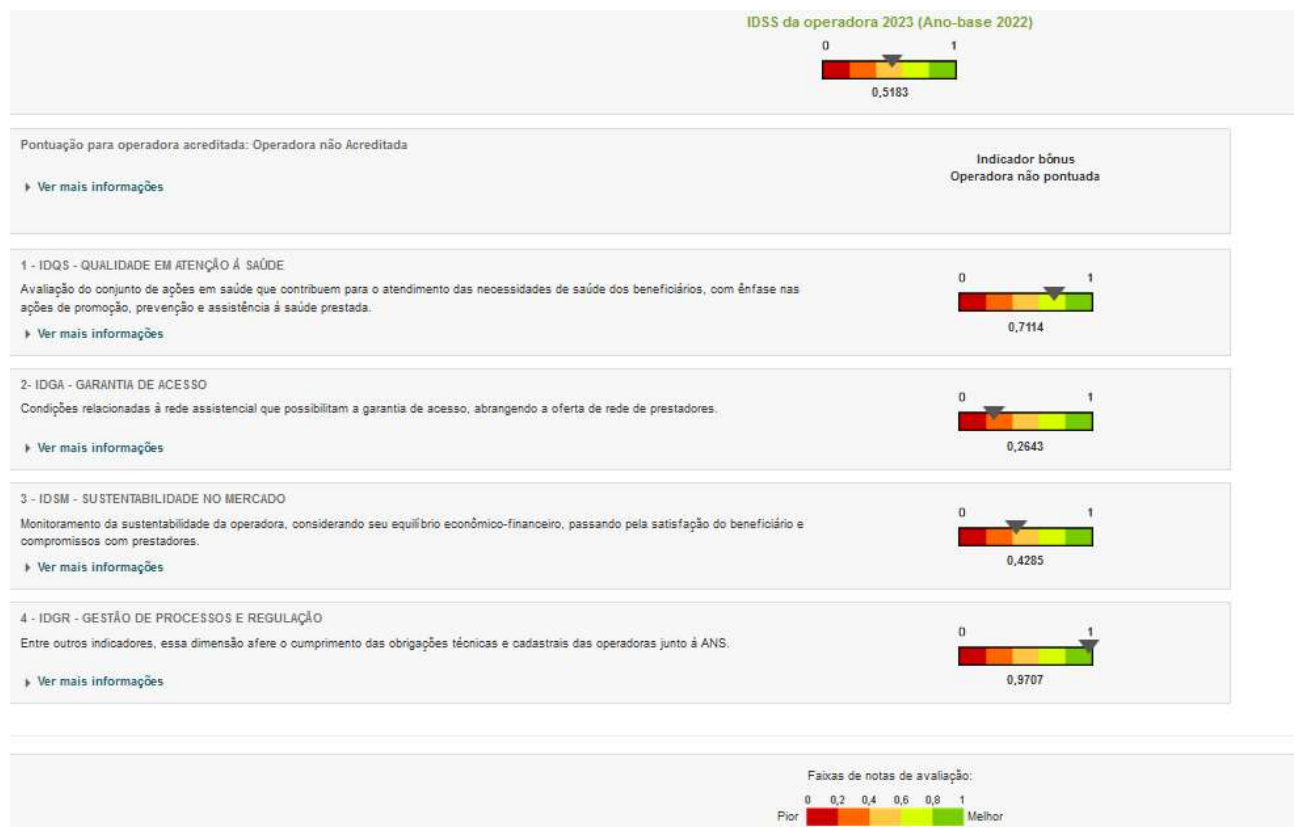 IDSS da operadora 2023 (Ano-base 2022)
0 1
0,5183
Pontuação para operadora acreditada: Operadora não Acreditada
Ver mais informações
Indicador bônus
Operadora não pontuada
1 - IDQS - QUALIDADE EM ATENÇÃO Á SAÚDE
Avaliação do conjunto de ações em saúde que contribuem para o atendimento das necessidades de saúde dos beneficiários, com ênfase nas
ações de promoção, prevenção e assistência á saúde prestada.
Ver mais informações
0 1
0,7114
2- IDGA - GARANTIA DE ACESSO
Condições relacionadas à rede assistencial que possibilitam a garantia de acesso, abrangendo a oferta de rede de prestadores.
Ver mais informações
0 1
0,2643
3 - IDSM - SUSTENTABILIDADE NO MERCADO
Monitoramento da sustentabilidade da operadora, considerando seu equilíbrio econômico-financeiro, passando pela satisfação do beneficiário e
compromissos com prestadores.
Ver mais informações
0 1
0,4285
4 - IDGR - GESTÃO DE PROCESSOS E REGULAÇÃO
Entre outros indicadores, essa dimensão afere o cumprimento das obrigações técnicas e cadastrais das operadoras junto á ANS.
Ver mais informações
0 1
0,9707
Faixas de notas de avaliação:
0 0,2 0,4 0,6 0,8 1
Pior Melhor